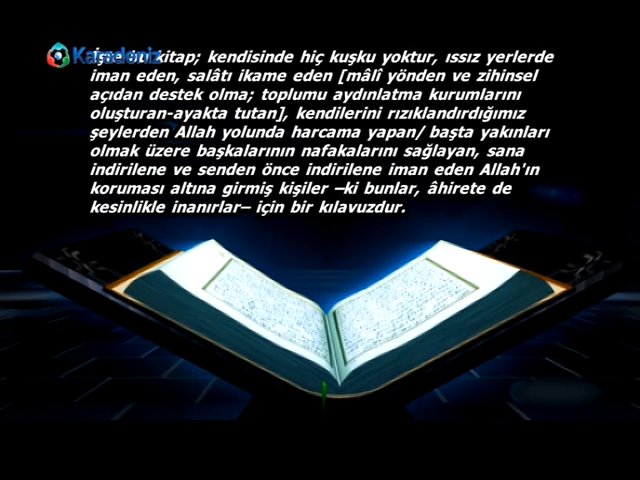 Karadeniz
İşte bu kitap; kendisinde hiç kuşku yoktur, ıssız yerlerde
iman eden, salâtı ikame eden [mâlî yönden ve zihinsel
açıdan destek olma; toplumu aydınlatma kurumlarını
oluşturan-ayakta tutan], kendilerini rızıklandırdığımız
şeylerden Allah yolunda harcama yapan/ başta yakınları
olmak üzere başkalarının nafakalarını sağlayan, sana
indirilene ve senden önce indirilene iman eden Allah'ın
koruması altına girmiş kişiler –ki bunlar, âhirete de
kesinlikle inanırlar– için bir kılavuzdur.